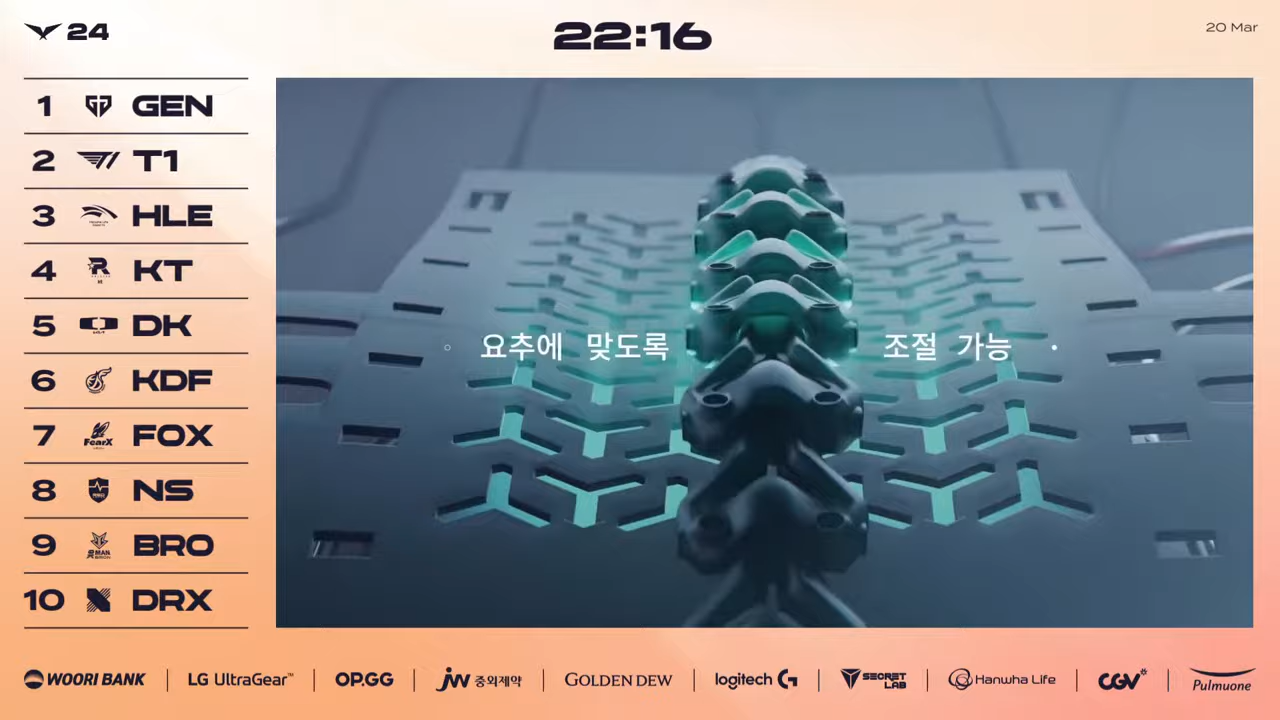 24
22:16
20 Mar
1 GEN
2 T1
3 HLE
4 KT
5 DK
6 KDF
7 FearX FOX
8 NS
9 BRO
10 DRX
요추에 맞도록 조절 가능
WOORI BANK
LG UltraGear™
OP.GG
JW 중외제약
GOLDEN DEW
logitech G
SECRET LAB
Hanwha Life
CGV
Pulmuone